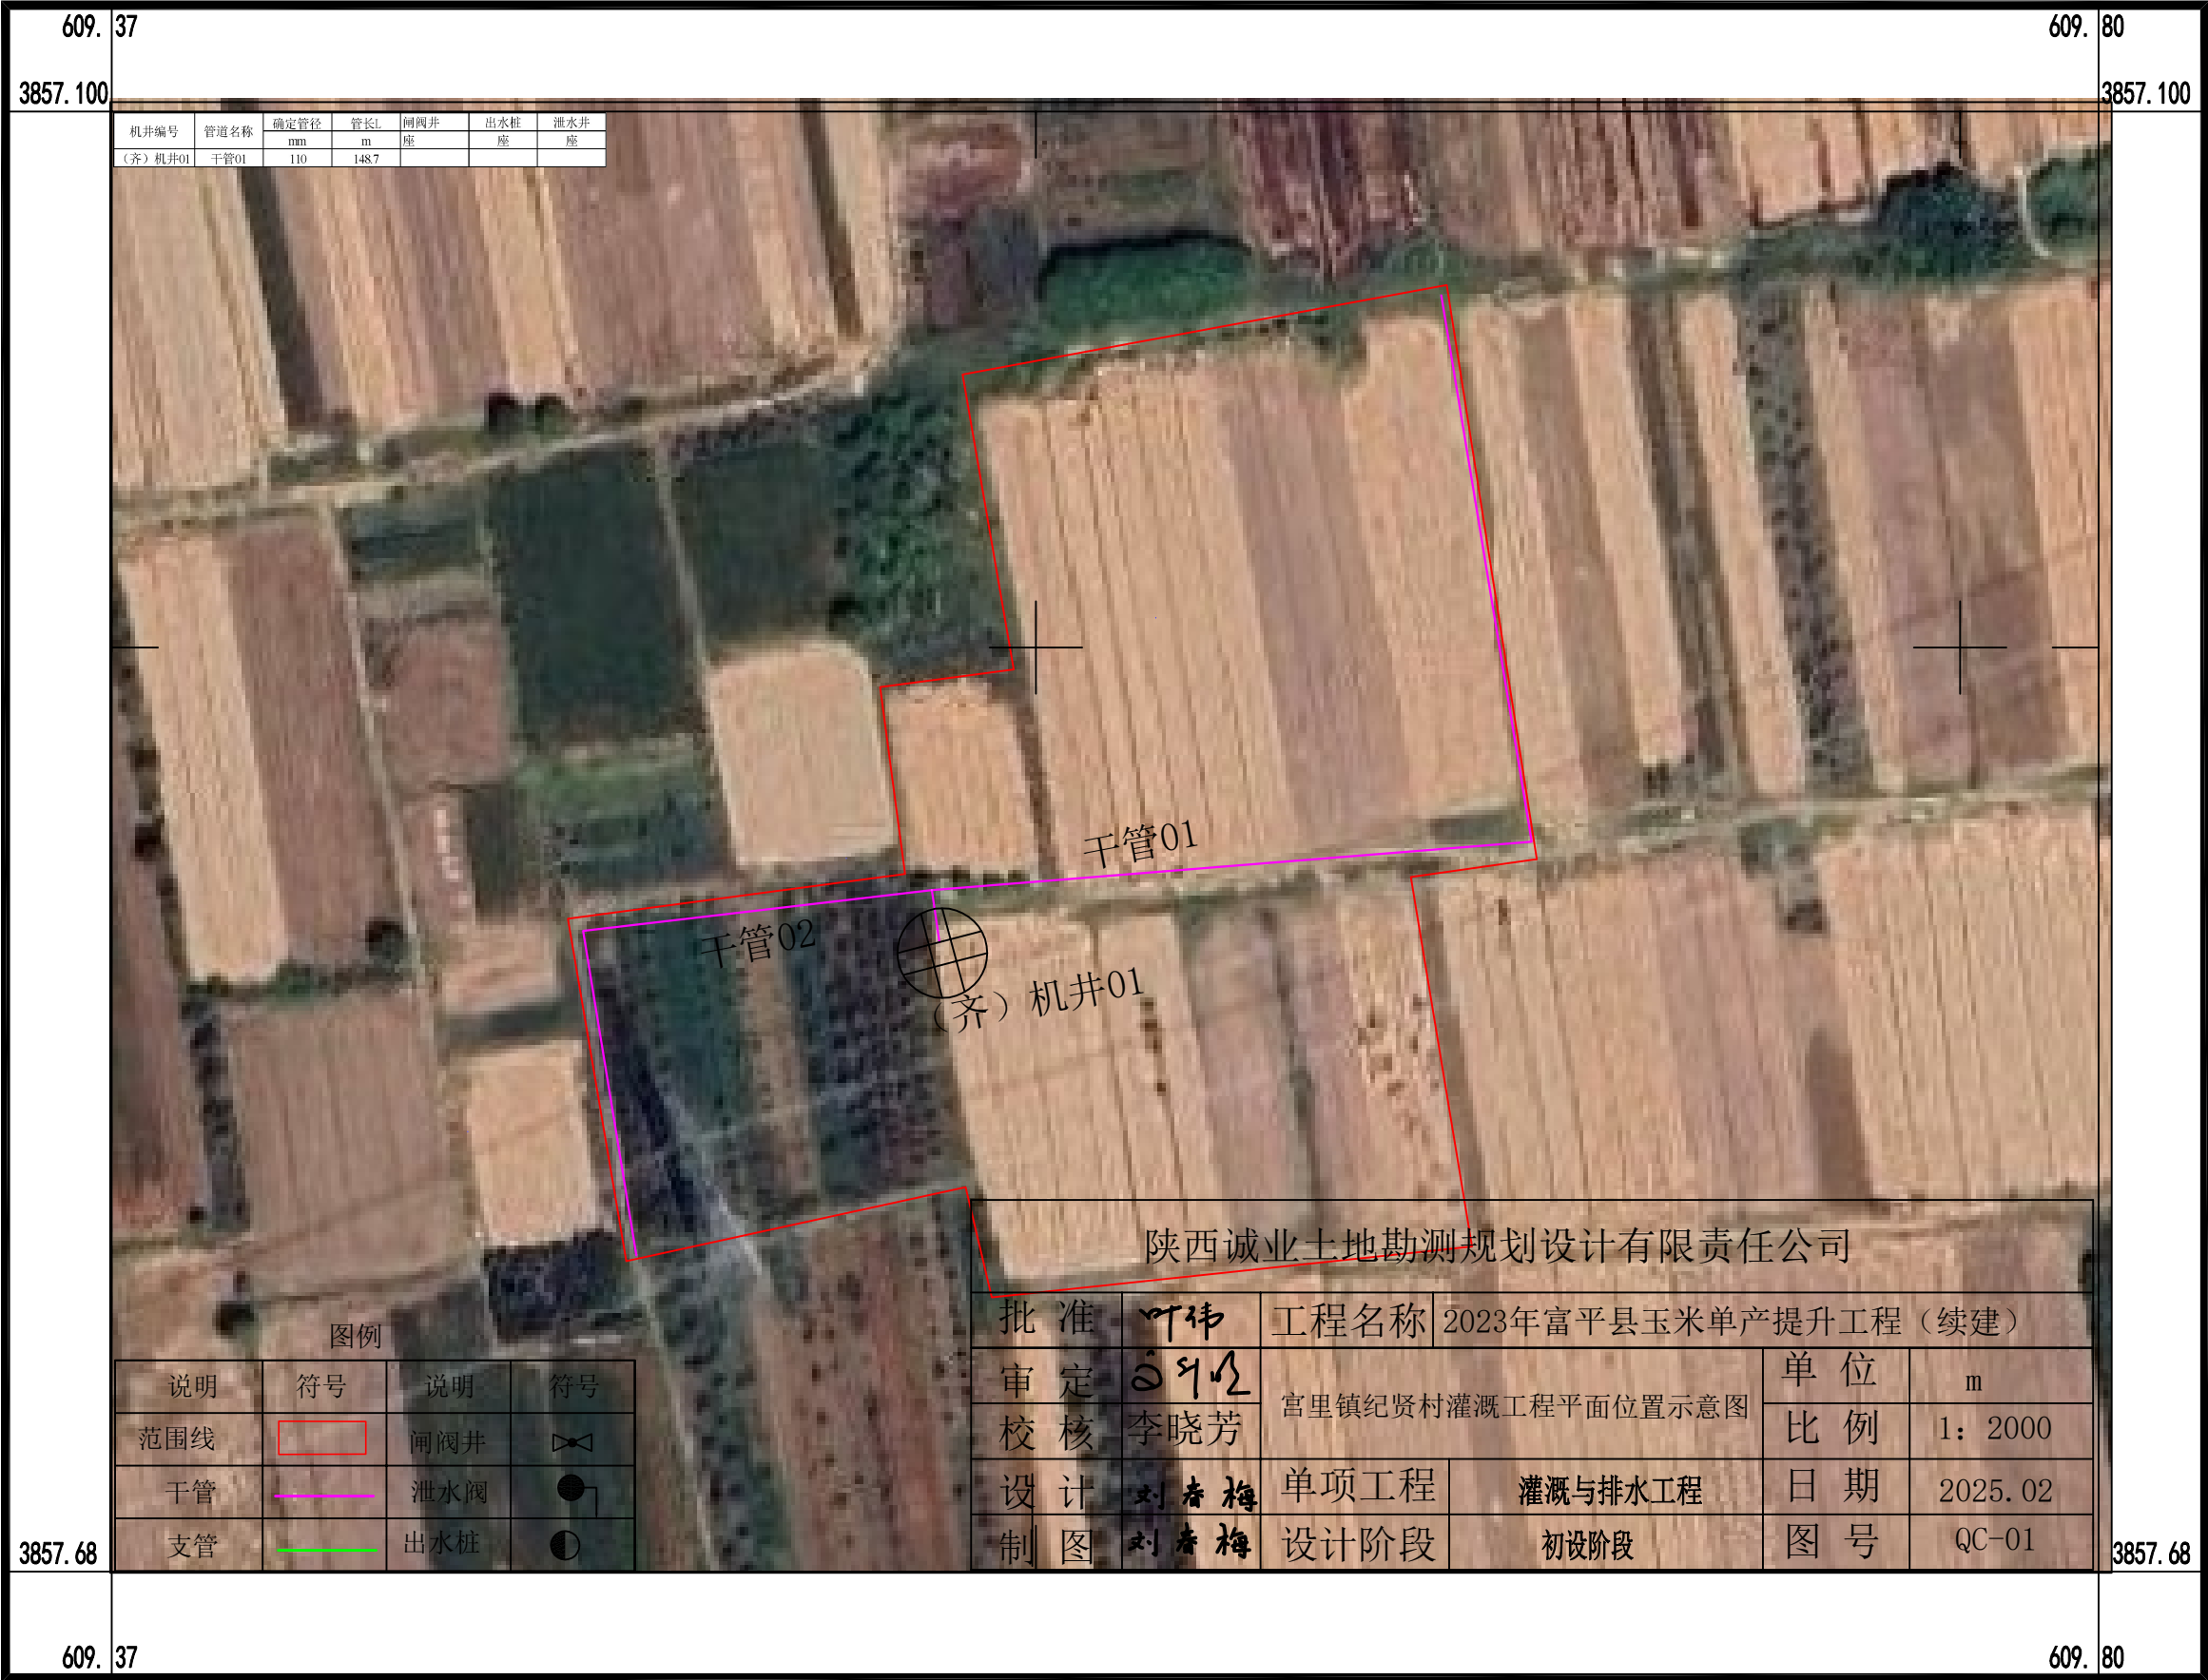 609. 37
609. 80
3857.100
3857.100
机井编号 管道名称 确定管径 管长L 闸阀井 出水桩 泄水井
mm m 座 座 座
（齐）机井01 干管01 110 148.7
干管01
干管02
（齐）机井01
图例
说明 符号 说明 符号
范围线 闸阀井
干管 泄水阀
支管 出水桩
陕西诚业土地勘测规划设计有限责任公司
批 准 叶祎 工程名称 2023年富平县玉米单产提升工程（续建）
审 定 宫里镇纪贤村灌溉工程平面位置示意图 单 位 m
校 核 李晓芳 比 例 1：2000
设 计 刘春梅 单项工程 灌溉与排水工程 日 期 2025.02
制 图 刘春梅 设计阶段 初设阶段 图 号 QC-01
3857.68
3857.68
609. 37
609. 80